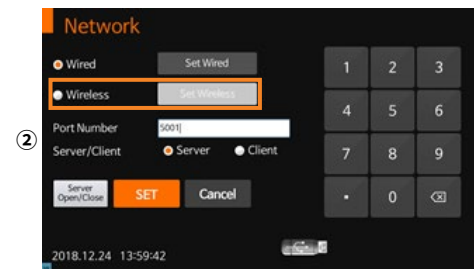 Network
Wired Set Wired
Wireless Set Wireless
Port Number 5001
Server/Client Server Client
Server Open/Close SET Cancel
1 2 3
4 5 6
7 8 9
. 0
②
2018.12.24 13:59:42